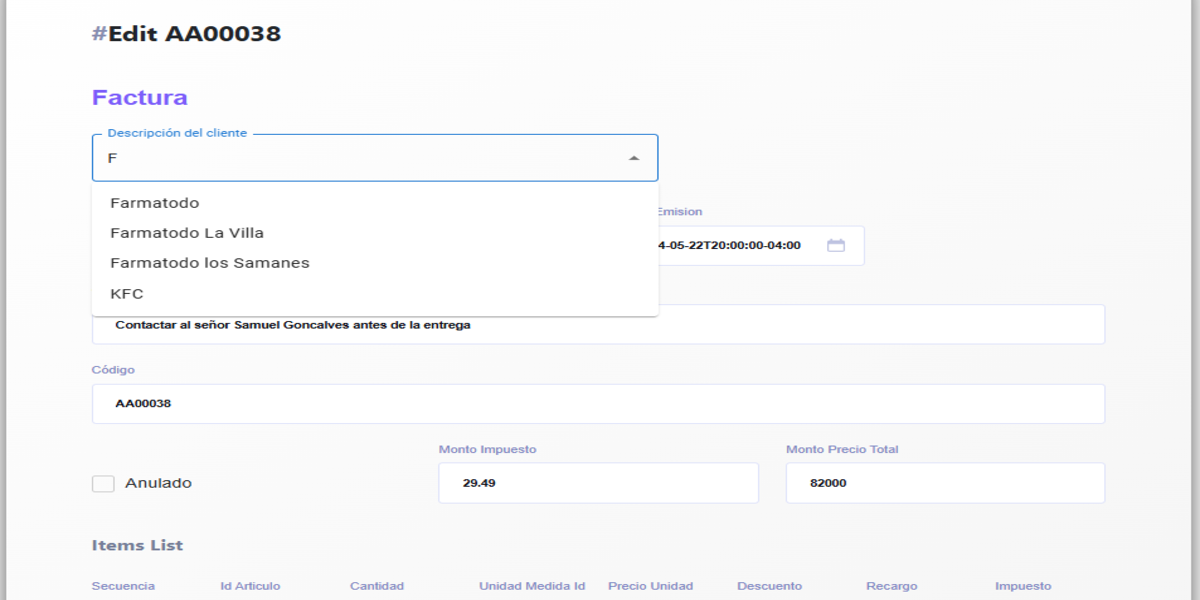 #Edit AA00038
Factura
Descripción del cliente
F
Farmatodo
Farmatodo La Villa
Farmatodo los Samanes
KFC
Emision
4-05-22T20:00:00-04:00
Contactar al señor Samuel Goncalves antes de la entrega
Código
AA00038
Anulado
Monto Impuesto
29.49
Monto Precio Total
82000
Items List
Secuencia Id Articulo Cantidad Unidad Medida Id Precio Unidad Descuento Recargo Impuesto